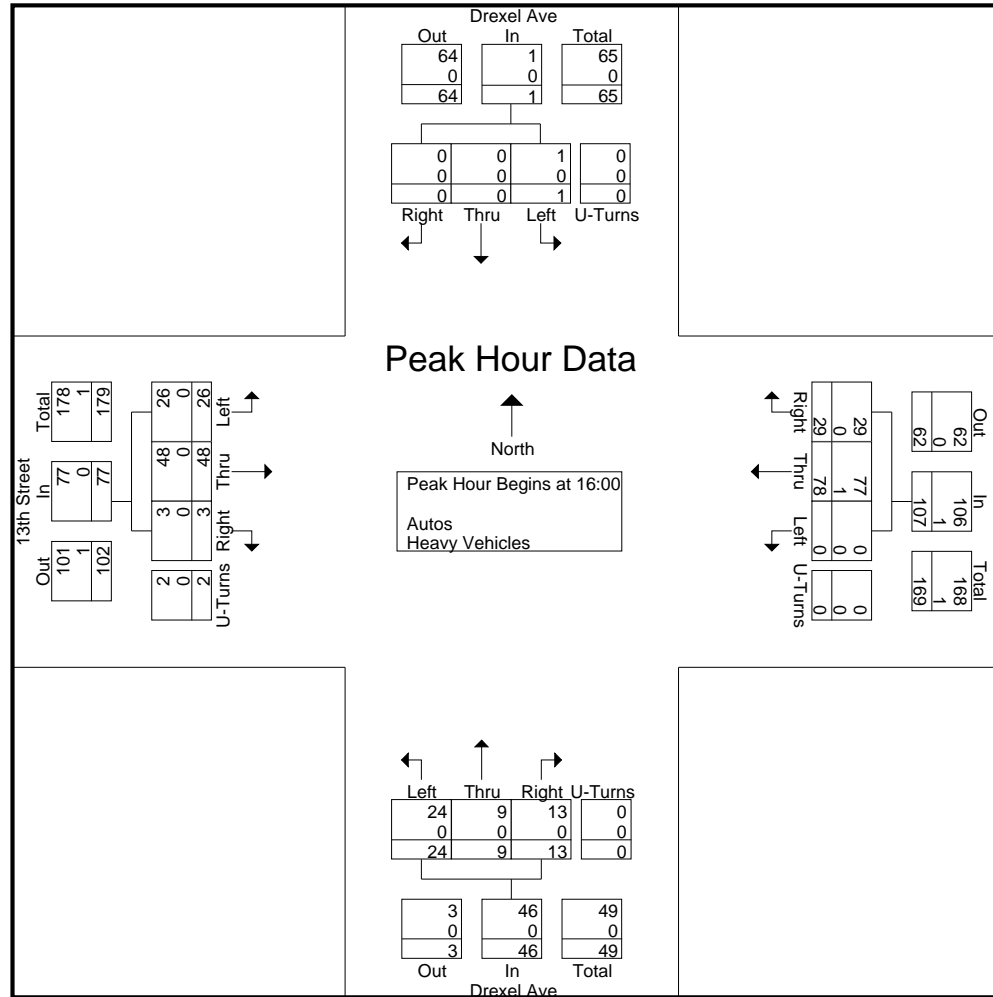 Drexel Ave
Out In Total
64 1 65
0 0 0
64 1 65
0 0 1 0
0 0 0 0
0 0 1 0
Right Thru Left U-Turns
Peak Hour Data
North
Peak Hour Begins at 16:00
Autos
Heavy Vehicles
13th Street
Total In Out
178 77 101
1 0 1
179 77 102
26 48 3 2
0 0 0 0
26 48 3 2
Left Thru Right U-Turns
Out In Total
62 106 168
0 1 1
62 107 169
29 77 0 0
0 1 0 0
29 78 0 0
Right Thru Left U-Turns
Left Thru Right U-Turns
24 9 13 0
0 0 0 0
24 9 13 0
3 46 49
0 0 0
3 46 49
Out In Total
Drexel Ave